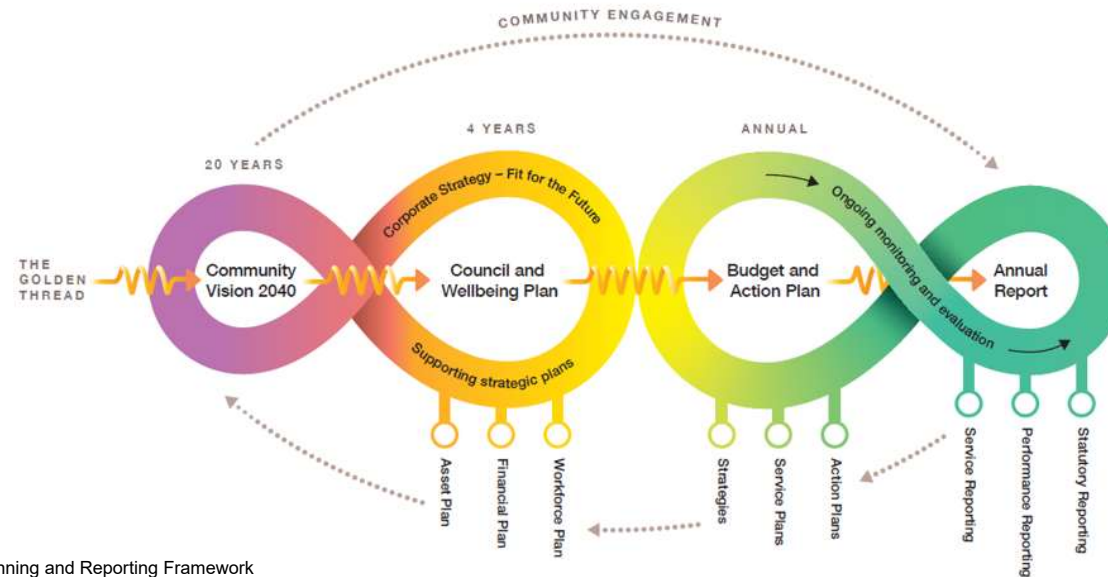 COMMUNITY ENGAGEMENT
20 YEARS
4 YEARS
ANNUAL
THE
GOLDEN
THREAD
Community
Vision 2040
Corporate Strategy – Fit for the Future
Council and
Wellbeing Plan
Supporting strategic plans
Budget and
Action Plan
Ongoing monitoring and evaluation
Annual
Report
Asset Plan
Financial Plan
Workforce Plan
Strategies
Service Plans
Action Plans
Service Reporting
Performance Reporting
Statutory Reporting
and Reporting Framework